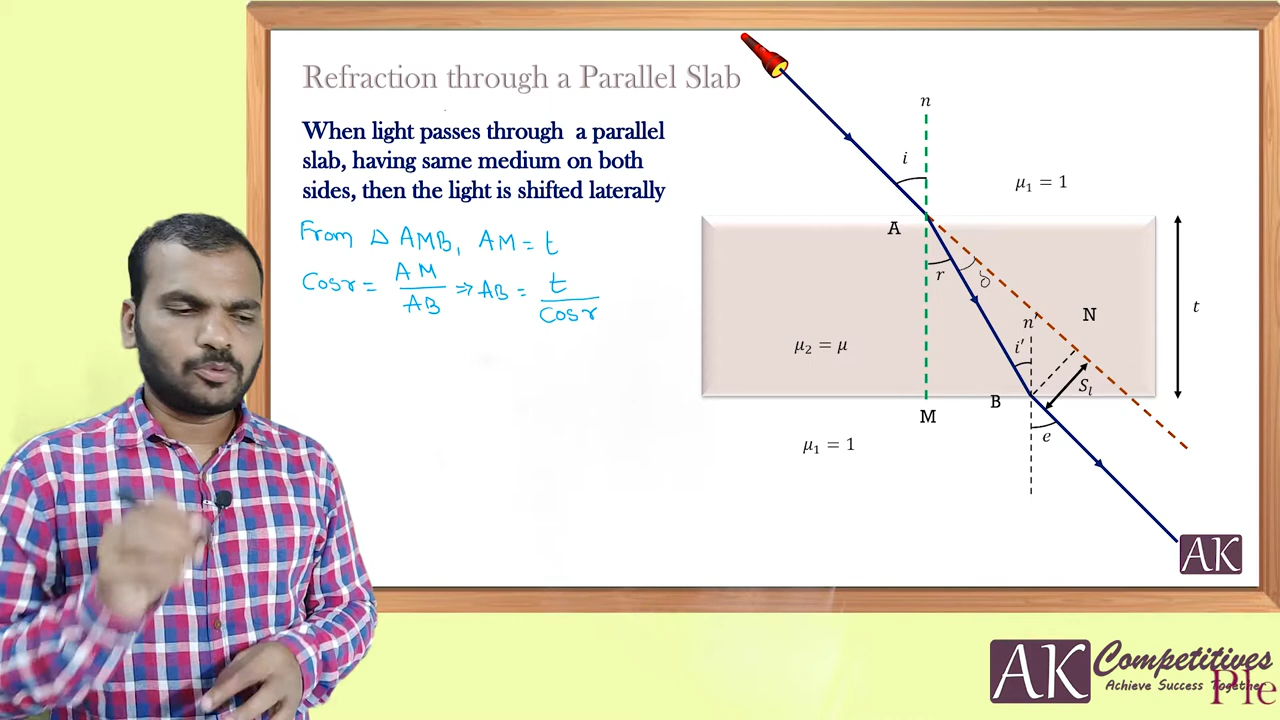 Refraction through a Parallel Slab
When light passes through a parallel
slab, having same medium on both
sides, then the light is shifted laterally
From Δ AMB, AM = t
Cosr = AM/AB ⇒ AB = t/Cosr
n
i
μ₁ = 1
A
r
δ
n'
N
t
μ₂ = μ
i'
S_l
B
M
e
μ₁ = 1
AK
AK Competitives
Achieve Success Together
Ple